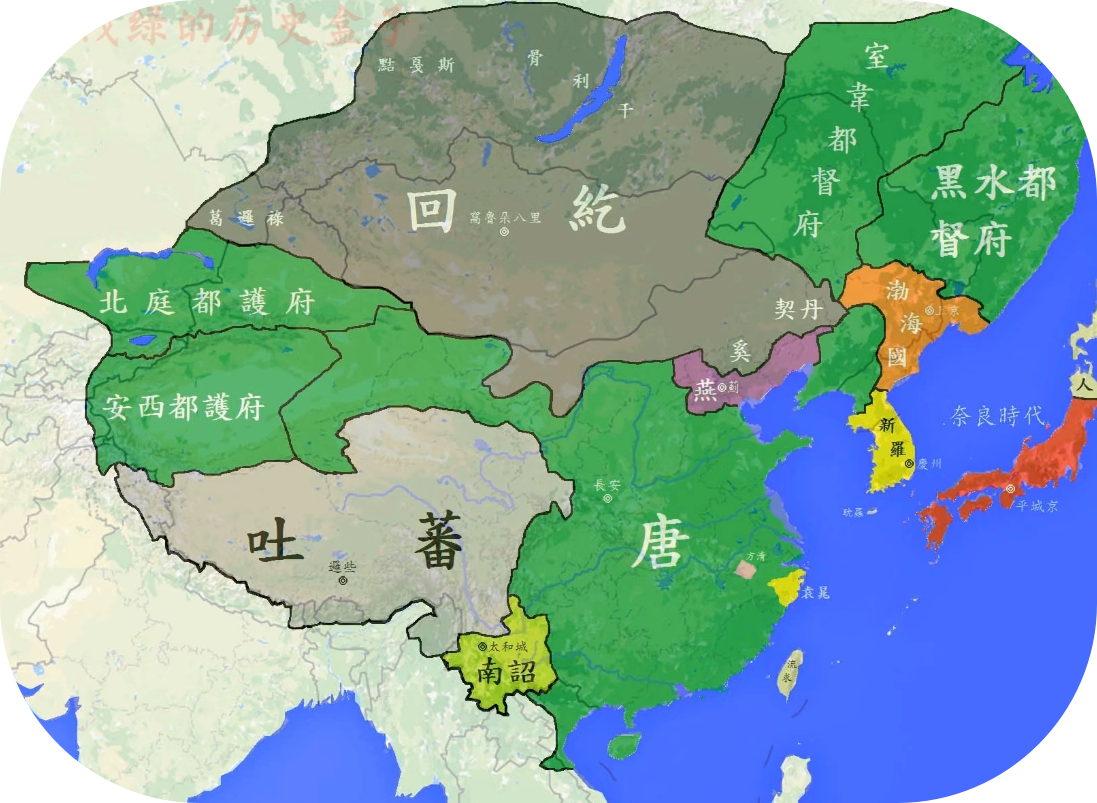 我綠的历史盒子
黠戛斯
骨利干
室韋都督府
黑水都督府
回紇
窩魯朵八里
葛邏祿
北庭都護府
契丹
渤海國
上京
奚
燕
薊
安西都護府
人
奈良時代
新羅
慶州
平城京
耽羅
長安
唐
吐蕃
邏些
方清
袁晁
太和城
南詔
流求